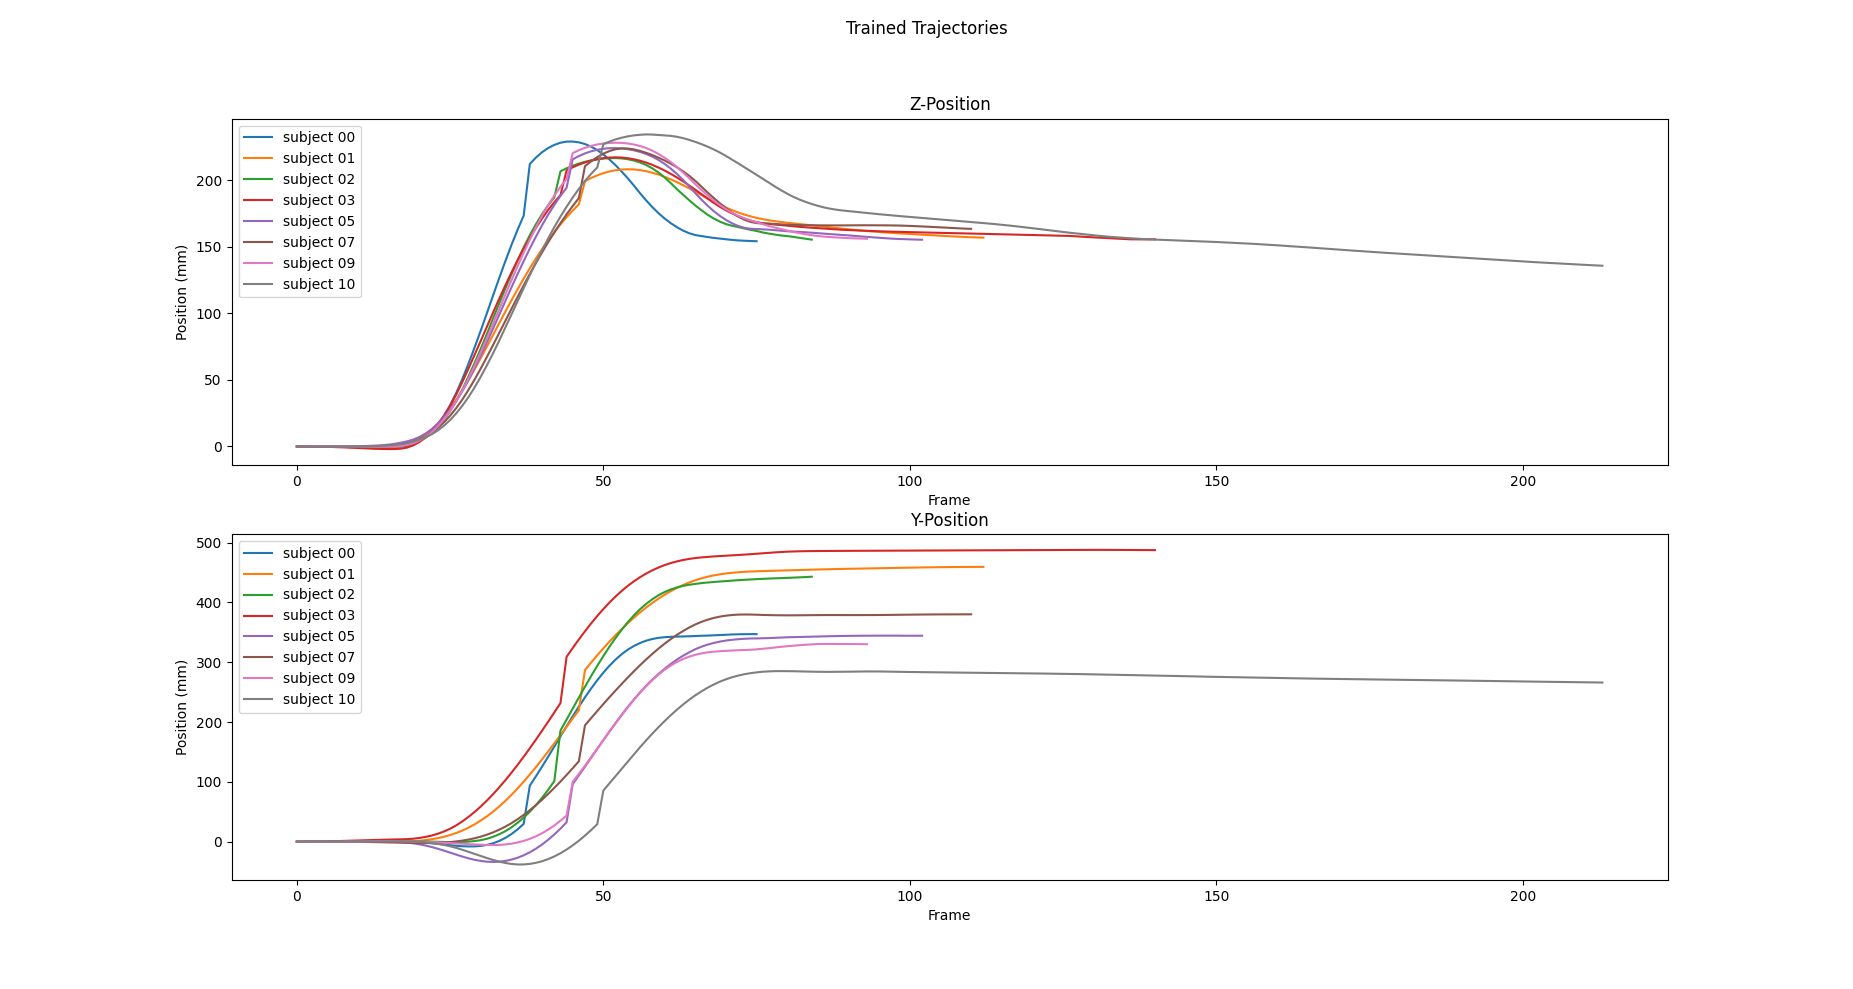 Trained Trajectories
Z-Position
subject 00
subject 01
subject 02
subject 03
subject 05
subject 07
subject 09
subject 10
Position (mm)
200
150
100
50
0
0 50 100 150 200
Frame
Y-Position
subject 00
subject 01
subject 02
subject 03
subject 05
subject 07
subject 09
subject 10
Position (mm)
500
400
300
200
100
0
0 50 100 150 200
Frame